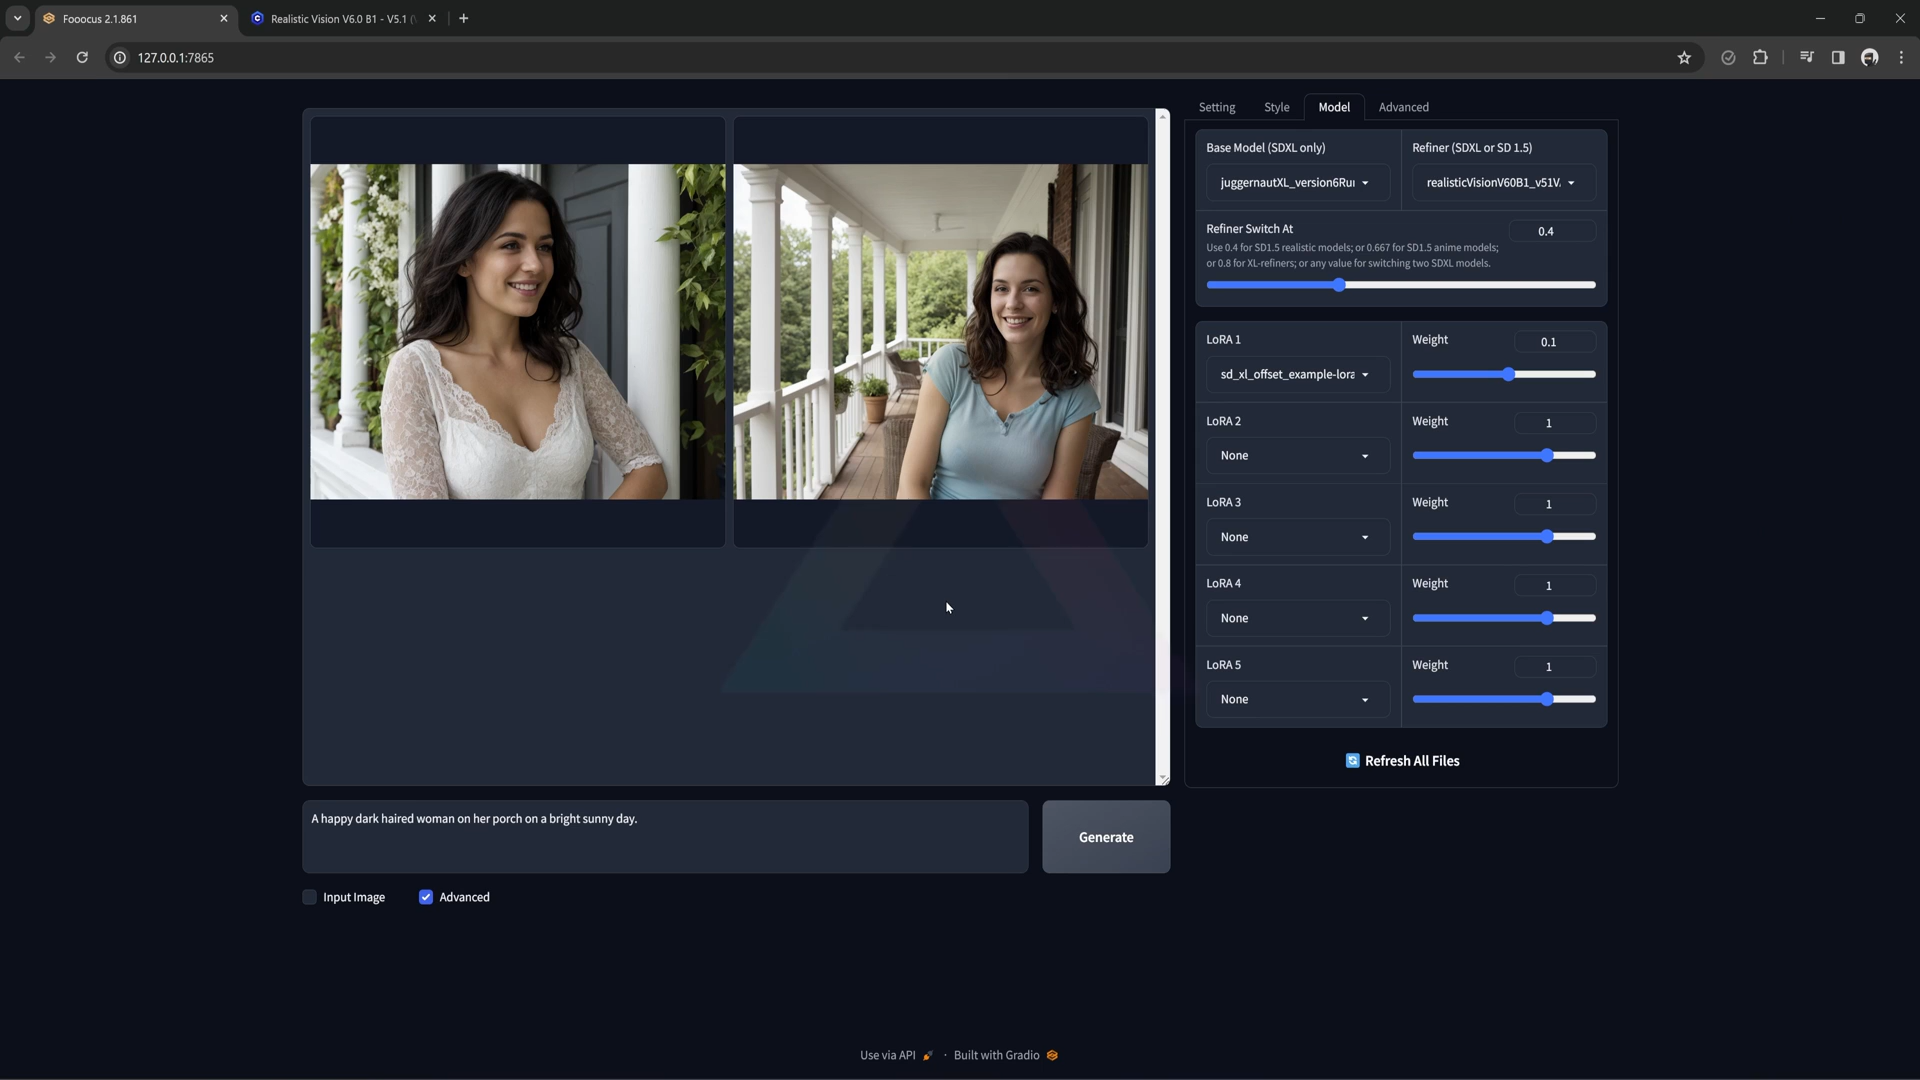 Fooocus 2.1.861
Realistic Vision V6.0 B1 - V5.1 (
127.0.0.1:7865
Setting
Style
Model
Advanced
Base Model (SDXL only)
Refiner (SDXL or SD 1.5)
juggernautXL_version6Ru
realisticVisionV60B1_v51V.
Refiner Switch At
0.4
Use 0.4 for SD1.5 realistic models; or 0.667 for SD1.5 anime models;
or 0.8 for XL-refiners; or any value for switching two SDXL models.
LoRA 1
Weight
0.1
sd_xl_offset_example-lora
LoRA 2
Weight
1
None
LoRA 3
Weight
1
None
LoRA 4
Weight
1
None
LoRA 5
Weight
1
None
Refresh All Files
A happy dark haired woman on her porch on a bright sunny day.
Generate
Input Image
Advanced
Use via API · Built with Gradio